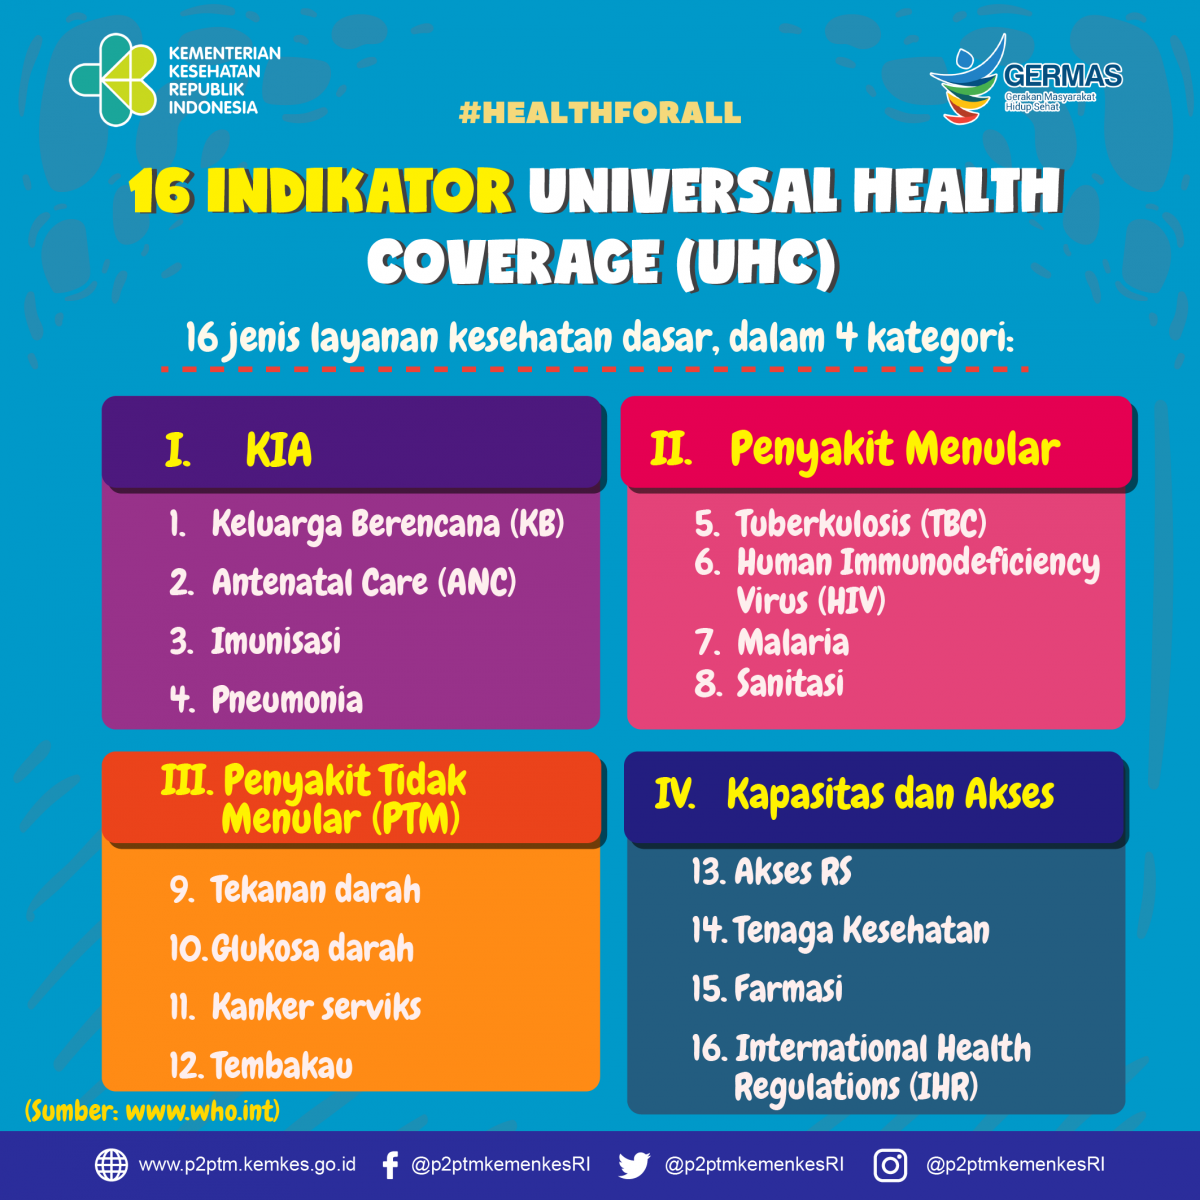 KEMENTERIAN
KESEHATAN
REPUBLIK
INDONESIA
GERMAS
Gerakan Masyarakat
Hidup Sehat
#HEALTHFORALL
16 INDIKATOR UNIVERSAL HEALTH
COVERAGE (UHC)
16 jenis layanan kesehatan dasar, dalam 4 kategori:
I. KIA
1. Keluarga Berencana (KB)
2. Antenatal Care (ANC)
3. Imunisasi
4. Pneumonia
II. Penyakit Menular
5. Tuberkulosis (TBC)
6. Human Immunodeficiency
Virus (HIV)
7. Malaria
8. Sanitasi
III. Penyakit Tidak
Menular (PTM)
9. Tekanan darah
10. Glukosa darah
11. Kanker serviks
12. Tembakau
IV. Kapasitas dan Akses
13. Akses RS
14. Tenaga Kesehatan
15. Farmasi
16. International Health
Regulations (IHR)
(Sumber: www.who.int)
www.p2ptm.kemkes.go.id @p2ptmkemenkesRI @p2ptmkemenkesRI @p2ptmkemenkesRI